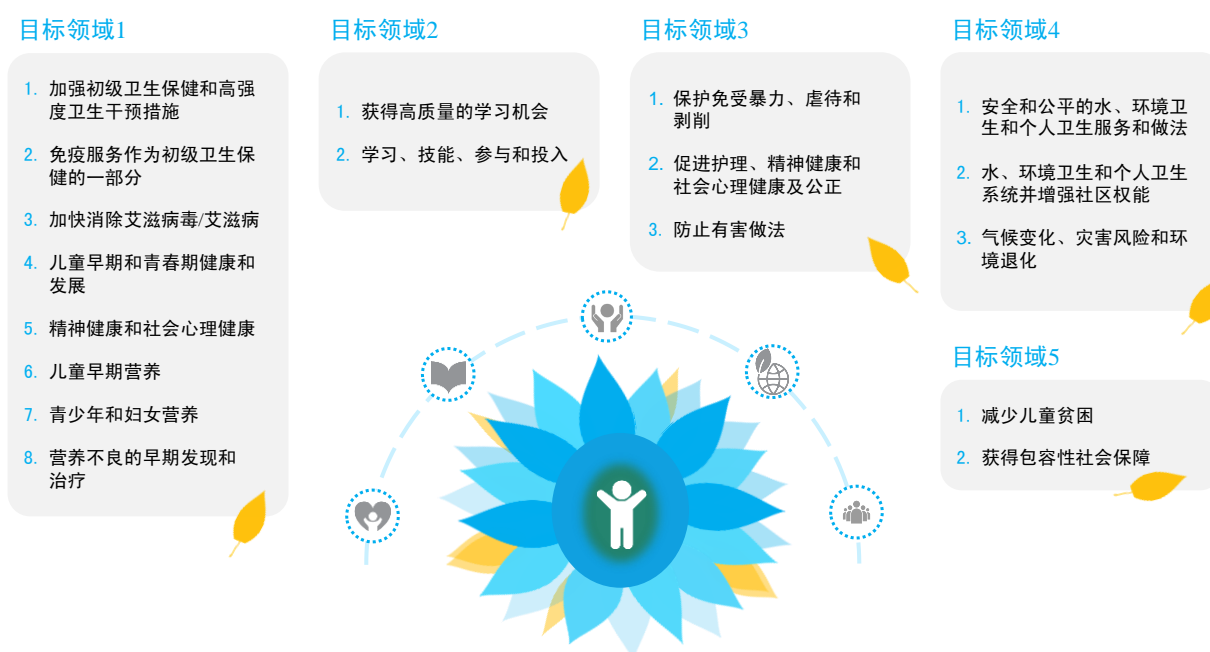 目标领域1
1. 加强初级卫生保健和高强
度卫生干预措施
2. 免疫服务作为初级卫生保
健的一部分
3. 加快消除艾滋病毒/艾滋病
4. 儿童早期和青春期健康和
发展
5. 精神健康和社会心理健康
6. 儿童早期营养
7. 青少年和妇女营养
8. 营养不良的早期发现和
治疗
目标领域2
1. 获得高质量的学习机会
2. 学习、技能、参与和投入
目标领域3
1. 保护免受暴力、虐待和
剥削
2. 促进护理、精神健康和
社会心理健康及公正
3. 防止有害做法
目标领域4
1. 安全和公平的水、环境卫
生和个人卫生服务和做法
2. 水、环境卫生和个人卫生
系统并增强社区权能
3. 气候变化、灾害风险和环
境退化
目标领域5
1. 减少儿童贫困
2. 获得包容性社会保障